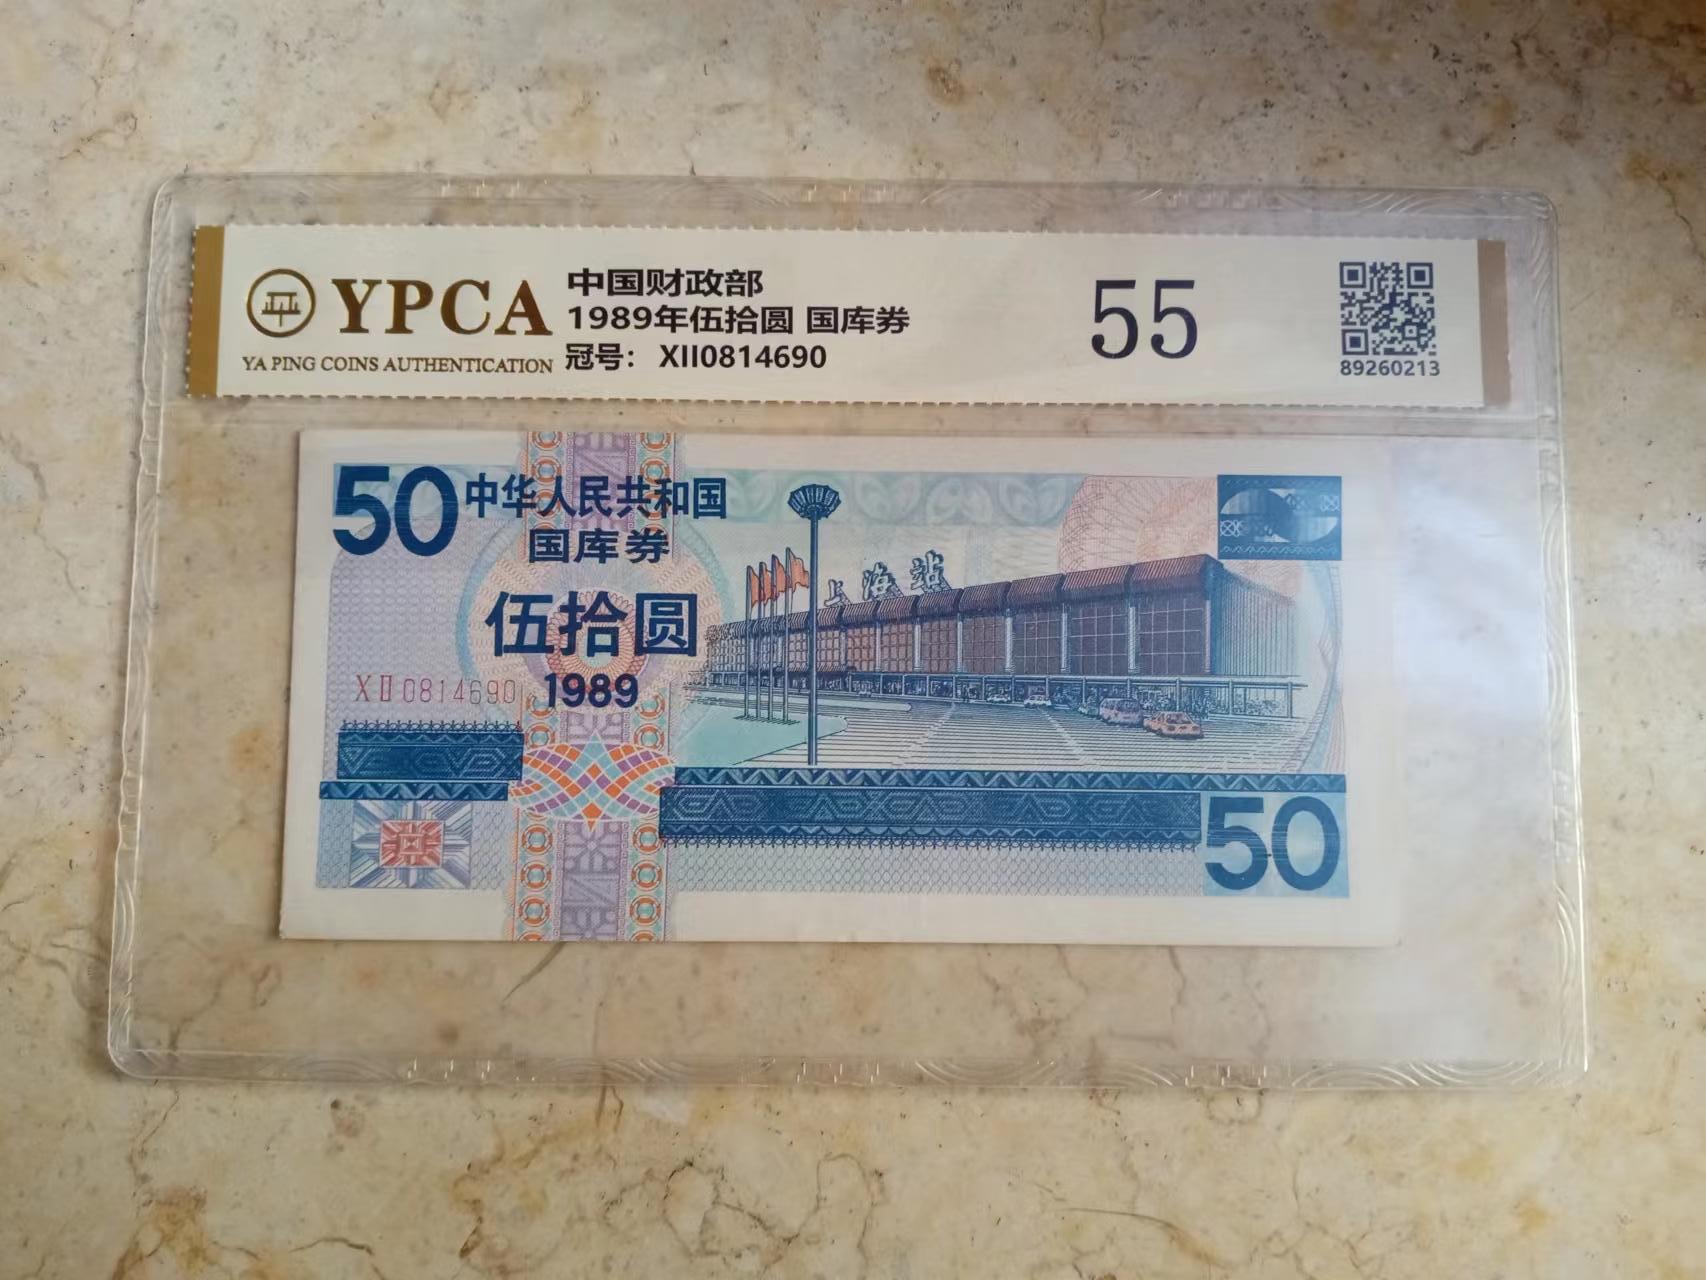 YPCA
YA PING COINS AUTHENTICATION
中国财政部
1989年伍拾圆 国库券
冠号: XII0814690
55
89260213
50
中华人民共和国
国库券
伍拾圆
XII0814690
1989
上海站
50